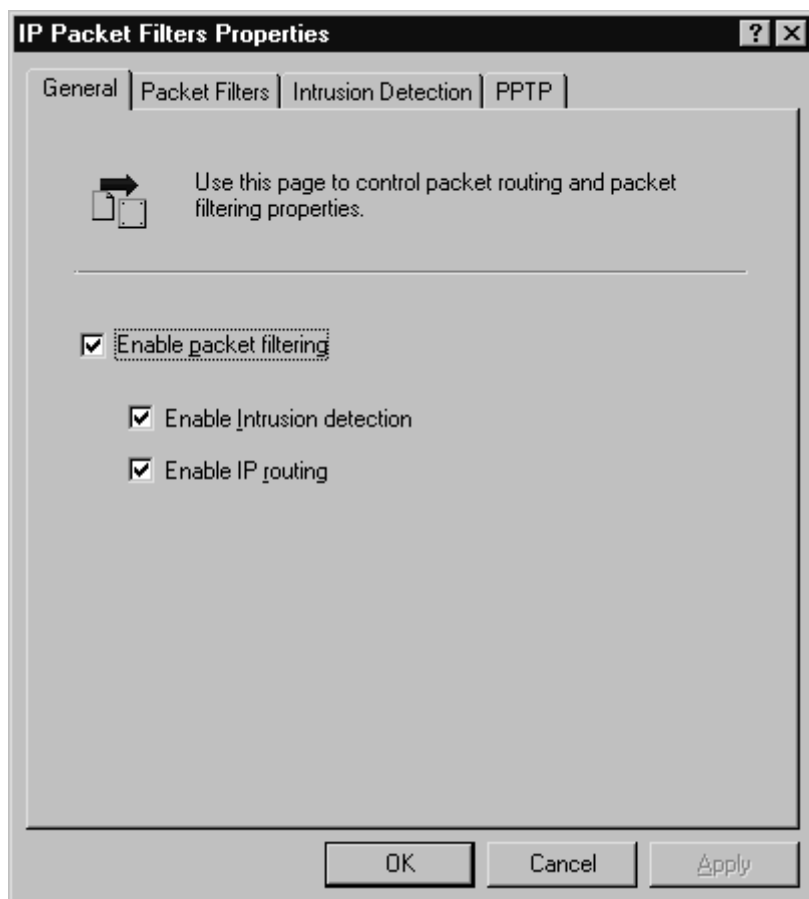 IP Packet Filters Properties
General Packet Filters Intrusion Detection PPTP
Use this page to control packet routing and packet
filtering properties.
Enable packet filtering
Enable Intrusion detection
Enable IP routing
OK Cancel Apply